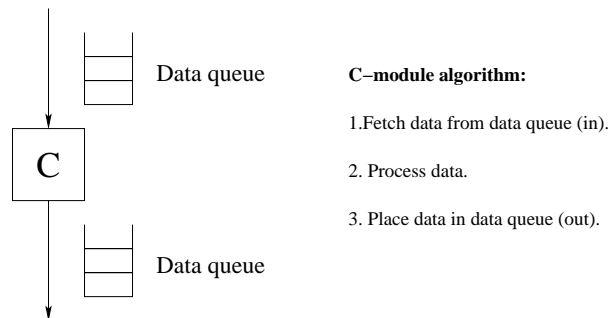 Data queue
C
Data queue
C−module algorithm:
1.Fetch data from data queue (in).
2. Process data.
3. Place data in data queue (out).